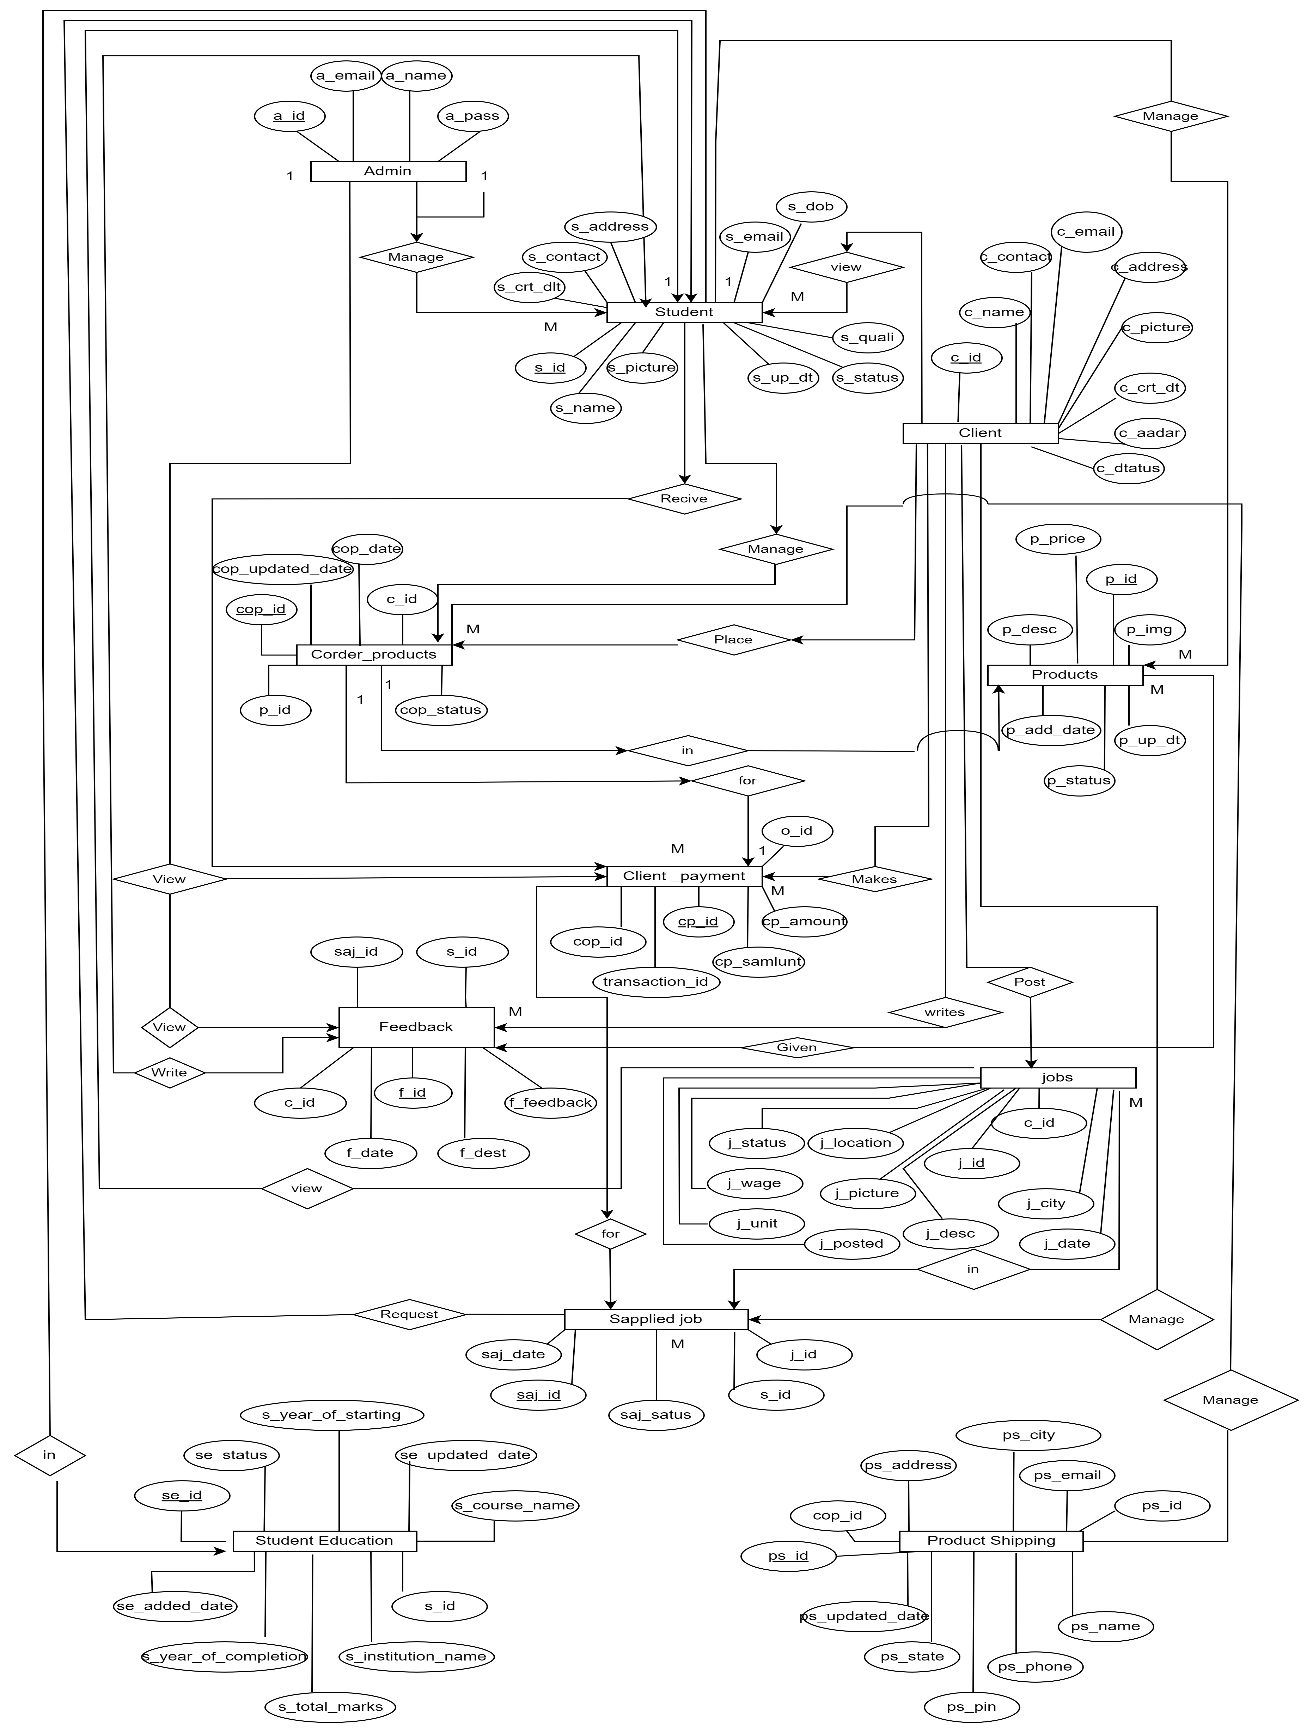 a_email
a_name
a_id
a_pass
Manage
Admin
1
1
s_dob
s_address
s_email
c_email
s_contact
Manage
view
c_contact
c_address
s_crt_dlt
1
1
M
Student
c_name
c_picture
M
s_quali
c_id
s_id
s_picture
s_up_dt
s_status
c_crt_dt
s_name
Client
c_aadar
c_dtatus
Recive
cop_date
Manage
p_price
cop_updated_date
p_id
c_id
cop_id
M
p_desc
p_img
Place
Corder_products
M
Products
1
M
1
p_id
cop_status
p_add_date
p_up_dt
in
for
p_status
o_id
M
1
View
Client payment
Makes
M
cp_id
cp_amount
cop_id
saj_id
s_id
cp_samlunt
transaction_id
Post
M
writes
View
Feedback
Given
Write
jobs
f_id
c_id
f_feedback
M
c_id
j_status
j_location
f_date
f_dest
j_id
view
j_wage
j_picture
j_city
j_unit
for
j_desc
j_posted
j_date
in
Request
Sapplied job
Manage
M
saj_date
j_id
saj_id
s_id
Manage
s_year_of_starting
saj_satus
ps_city
in
se_status
se_updated_date
ps_address
ps_email
se_id
s_course_name
ps_id
cop_id
Student Education
Product Shipping
ps_id
se_added_date
s_id
ps_updated_date
ps_name
s_year_of_completion
s_institution_name
ps_state
ps_phone
s_total_marks
ps_pin